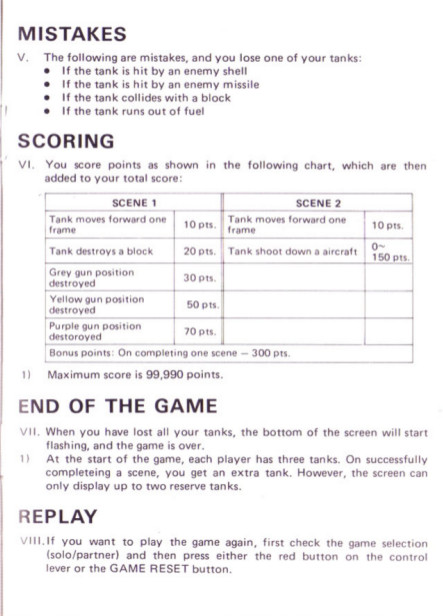 MISTAKES
V. The following are mistakes, and you lose one of your tanks:
• If the tank is hit by an enemy shell
• If the tank is hit by an enemy missile
• If the tank collides with a block
• If the tank runs out of fuel
SCORING
VI. You score points as shown in the following chart, which are then
added to your total score:
SCENE 1 SCENE 2
Tank moves forward one frame 10 pts. Tank moves forward one frame 10 pts.
Tank destroys a block 20 pts. Tank shoot down a aircraft 0~ 150 pts.
Grey gun position destroyed 30 pts.
Yellow gun position destroyed 50 pts.
Purple gun position destoroyed 70 pts.
Bonus points: On completing one scene — 300 pts.
1) Maximum score is 99,990 points.
END OF THE GAME
VII. When you have lost all your tanks, the bottom of the screen will start
flashing, and the game is over.
1) At the start of the game, each player has three tanks. On successfully
completeing a scene, you get an extra tank. However, the screen can
only display up to two reserve tanks.
REPLAY
VIII. If you want to play the game again, first check the game selection
(solo/partner) and then press either the red button on the control
lever or the GAME RESET button.